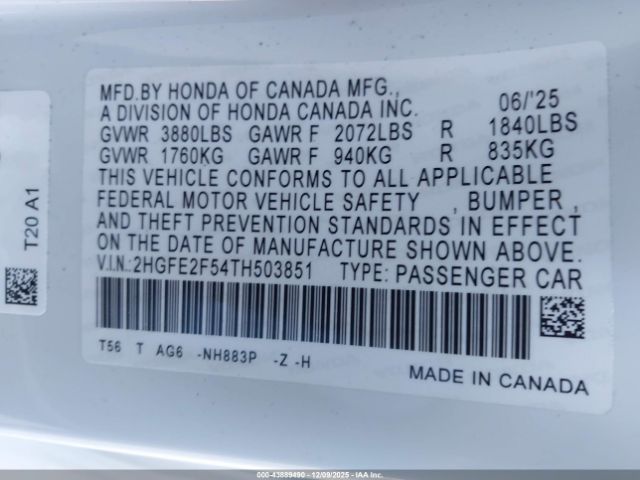 MFD.BY HONDA OF CANADA MFG.,
A DIVISION OF HONDA CANADA INC. 06/'25
GVWR 3880LBS GAWR F 2072LBS R 1840LBS
GVWR 1760KG GAWR F 940KG R 835KG
THIS VEHICLE CONFORMS TO ALL APPLICABLE
FEDERAL MOTOR VEHICLE SAFETY , BUMPER ,
AND THEFT PREVENTION STANDARDS IN EFFECT
ON THE DATE OF MANUFACTURE SHOWN ABOVE.
V.I.N.: 2HGFE2F54TH503851 TYPE: PASSENGER CAR
T56 T AG6 -NH883P -Z -H
MADE IN CANADA
T20 A1
000-43889490 - 12/09/2025 - IAA Inc.